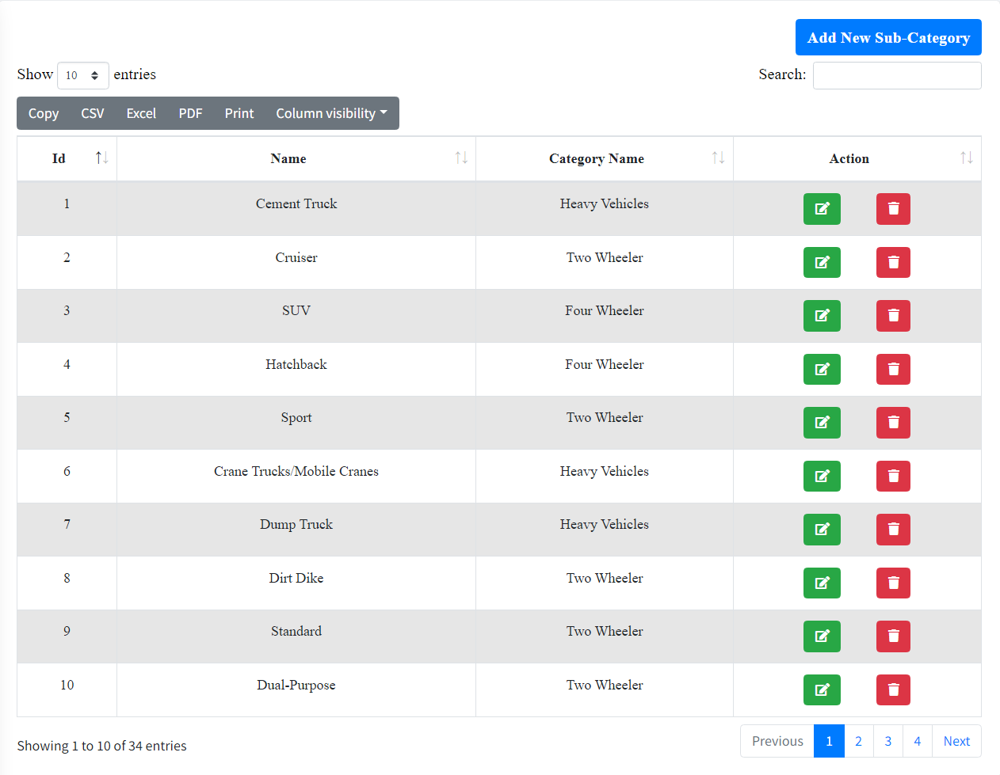 Add New Sub-Category
Show 10 entries Search:
Copy CSV Excel PDF Print Column visibility
Id Name Category Name Action
1 Cement Truck Heavy Vehicles
2 Cruiser Two Wheeler
3 SUV Four Wheeler
4 Hatchback Four Wheeler
5 Sport Two Wheeler
6 Crane Trucks/Mobile Cranes Heavy Vehicles
7 Dump Truck Heavy Vehicles
8 Dirt Dike Two Wheeler
9 Standard Two Wheeler
10 Dual-Purpose Two Wheeler
Showing 1 to 10 of 34 entries Previous 1 2 3 4 Next